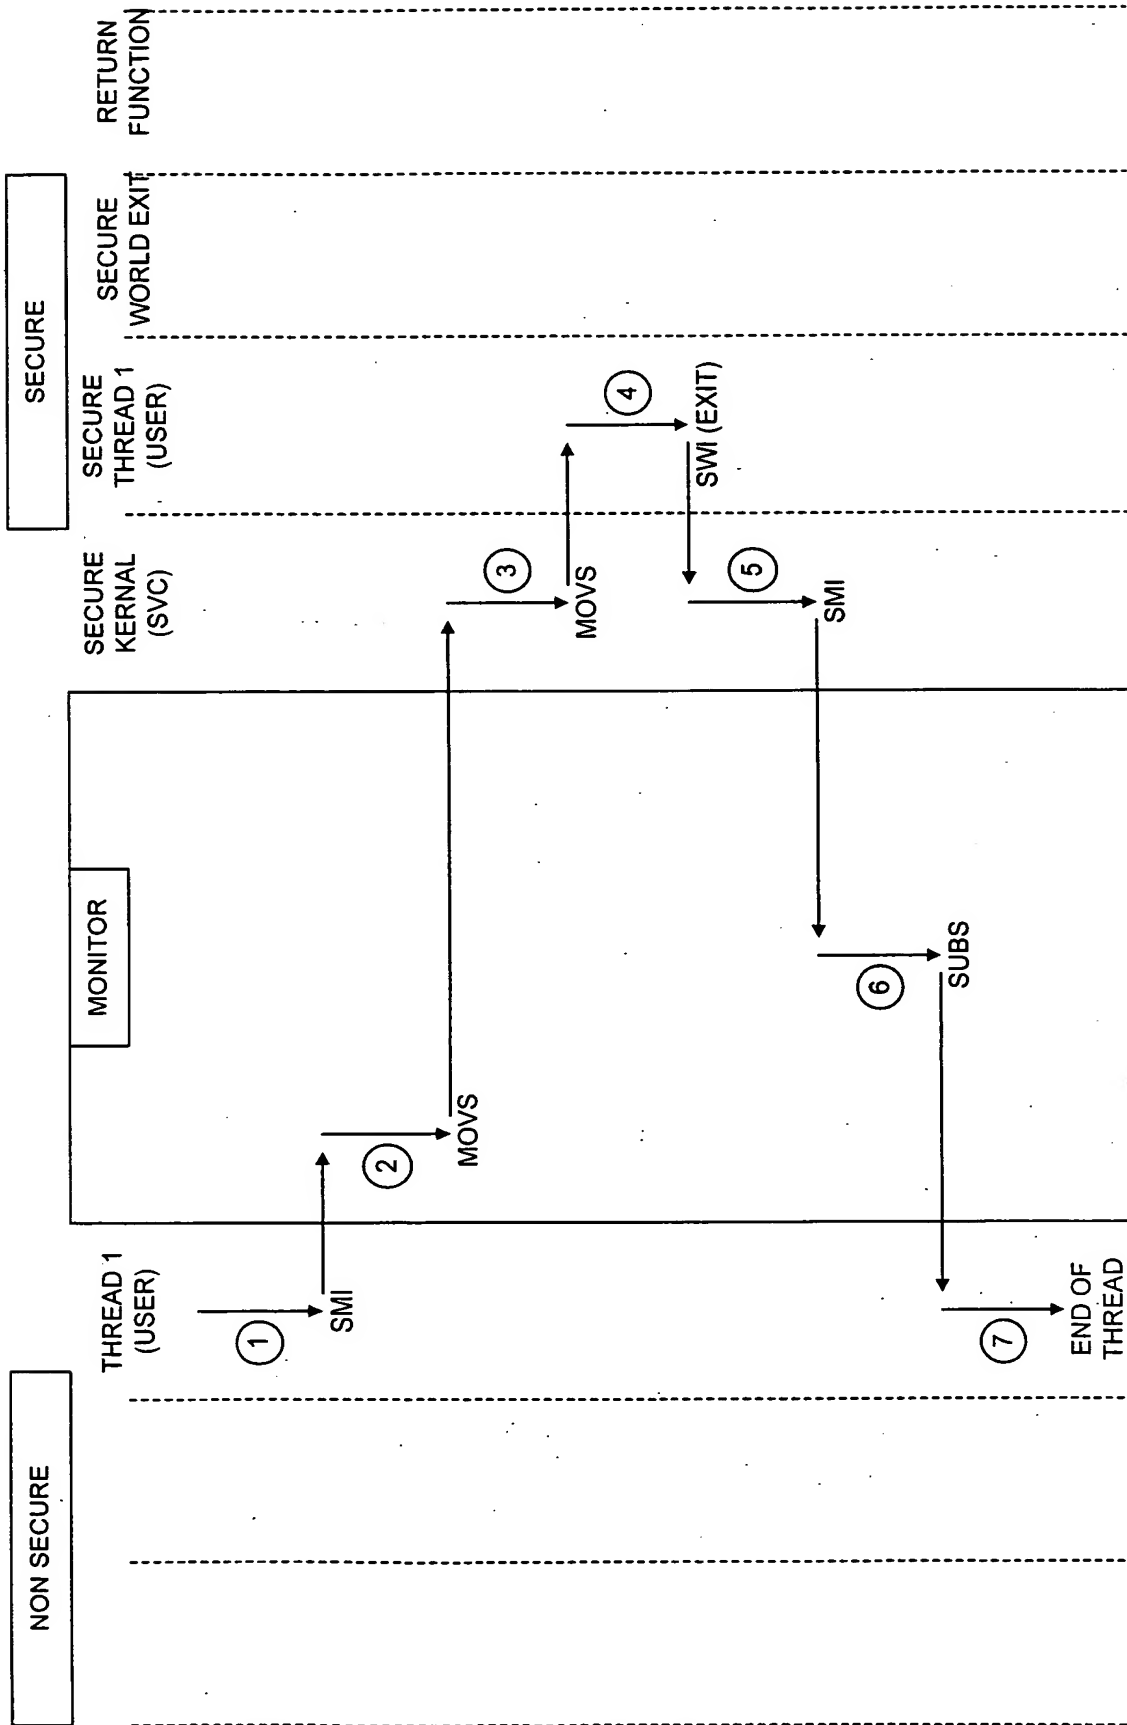 NON SECURE
MONITOR
SECURE
THREAD 1
(USER)
SECURE
KERNAL
(SVC)
SECURE
THREAD 1
(USER)
SECURE
WORLD EXIT
RETURN
FUNCTION
1
SMI
2
MOVS
3
MOVS
4
SWI (EXIT)
5
SMI
6
SUBS
7
END OF
THREAD